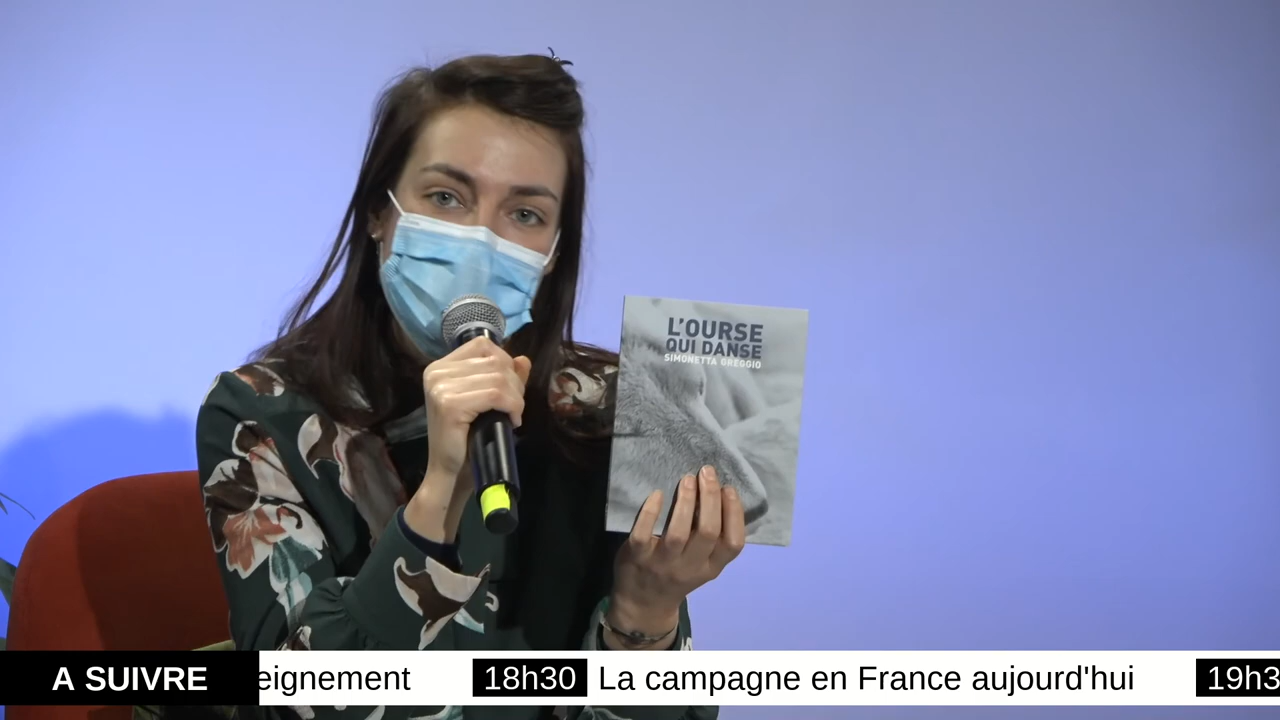 L'OURSE
QUI DANSE
SIMONETTA GREGGIO
A SUIVRE
eignement 18h30 La campagne en France aujourd'hui 19h3